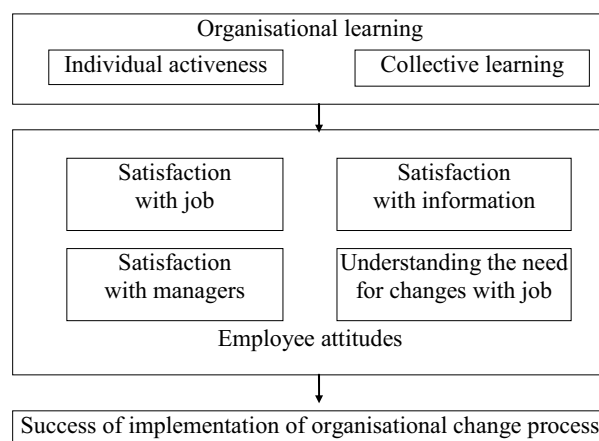 Organisational learning
Individual activeness
Collective learning
Satisfaction
with job
Satisfaction
with information
Satisfaction
with managers
Understanding the need
for changes with job
Employee attitudes
Success of implementation of organisational change process